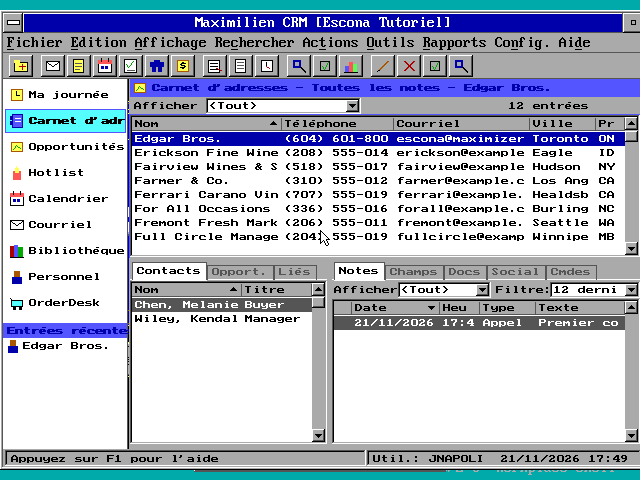 Maximilien CRM [Escona Tutoriel]
Fichier Edition Affichage Rechercher Actions Outils Rapports Config. Aide
Ma journée
Carnet d'adr
Opportunités
Hotlist
Calendrier
Courriel
Bibliothéque
Personnel
OrderDesk
Entrées récente
Edgar Bros.
Carnet d'adresses - Toutes les notes - Edgar Bros.
Afficher <Tout> 12 entrées
Nom Téléphone Courriel Ville Pr
Edgar Bros. (604) 601-800 escona@maximizer Toronto ON
Erickson Fine Wine (208) 555-014 erickson@example Eagle ID
Fairview Wines & S (518) 555-017 fairview@example Hudson NY
Farmer & Co. (310) 555-012 farmer@example.c Los Ang CA
Ferrari Carano Vin (707) 555-019 ferrari@example. Healdsb CA
For All Occasions (336) 555-016 forall@example.c Burling NC
Fremont Fresh Mark (206) 555-011 fremont@example. Seattle WA
Full Circle Manage (204) 555-019 fullcircle@examp Winnipe MB
Contacts Opport. Liés
Nom Titre
Chen, Melanie Buyer
Wiley, Kendal Manager
Notes Champs Docs Social Cmdes
Afficher <Tout> Filtre: 12 derni
Date Heu Type Texte
21/11/2026 17:4 Appel Premier co
Appuyez sur F1 pour l'aide
Util.: JNAPOLI 21/11/2026 17:49